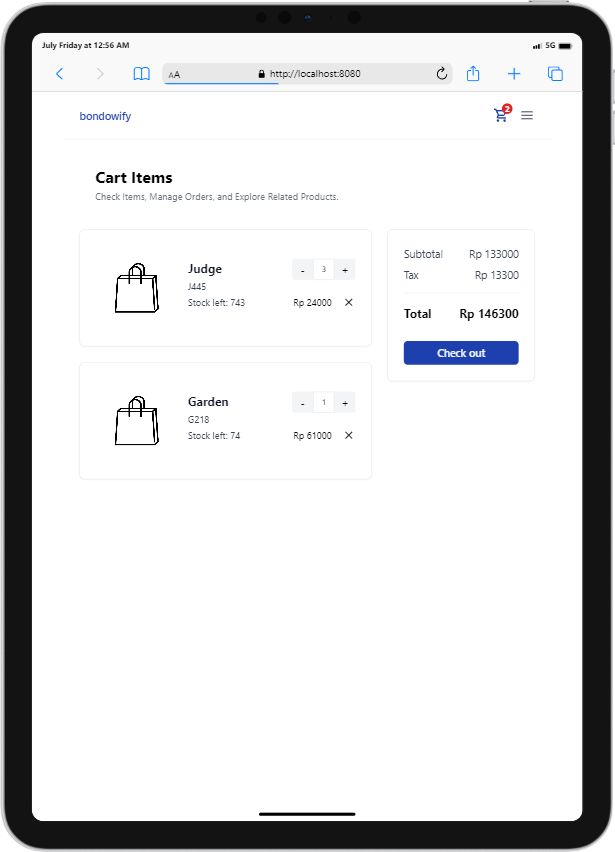 July Friday at 12:56 AM
5G
AA
http://localhost:8080
bondowify
2
Cart Items
Check Items, Manage Orders, and Explore Related Products.
Judge
- 3 +
J445
Stock left: 743
Rp 24000
Garden
- 1 +
G218
Stock left: 74
Rp 61000
Subtotal Rp 133000
Tax Rp 13300
Total Rp 146300
Check out